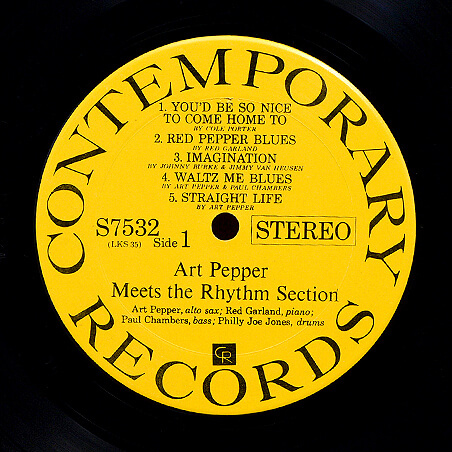 CONTEMPORARY
1. YOU'D BE SO NICE
TO COME HOME TO
BY COLE PORTER
2. RED PEPPER BLUES
BY RED GARLAND
3. IMAGINATION
BY JOHNNY BURKE & JIMMY VAN HEUSEN
4. WALTZ ME BLUES
BY ART PEPPER & PAUL CHAMBERS
5. STRAIGHT LIFE
BY ART PEPPER
S7532
(LKS 35) Side 1
STEREO
Art Pepper
Meets the Rhythm Section
Art Pepper, alto sax; Red Garland, piano;
Paul Chambers, bass; Philly Joe Jones, drums
CR
RECORDS